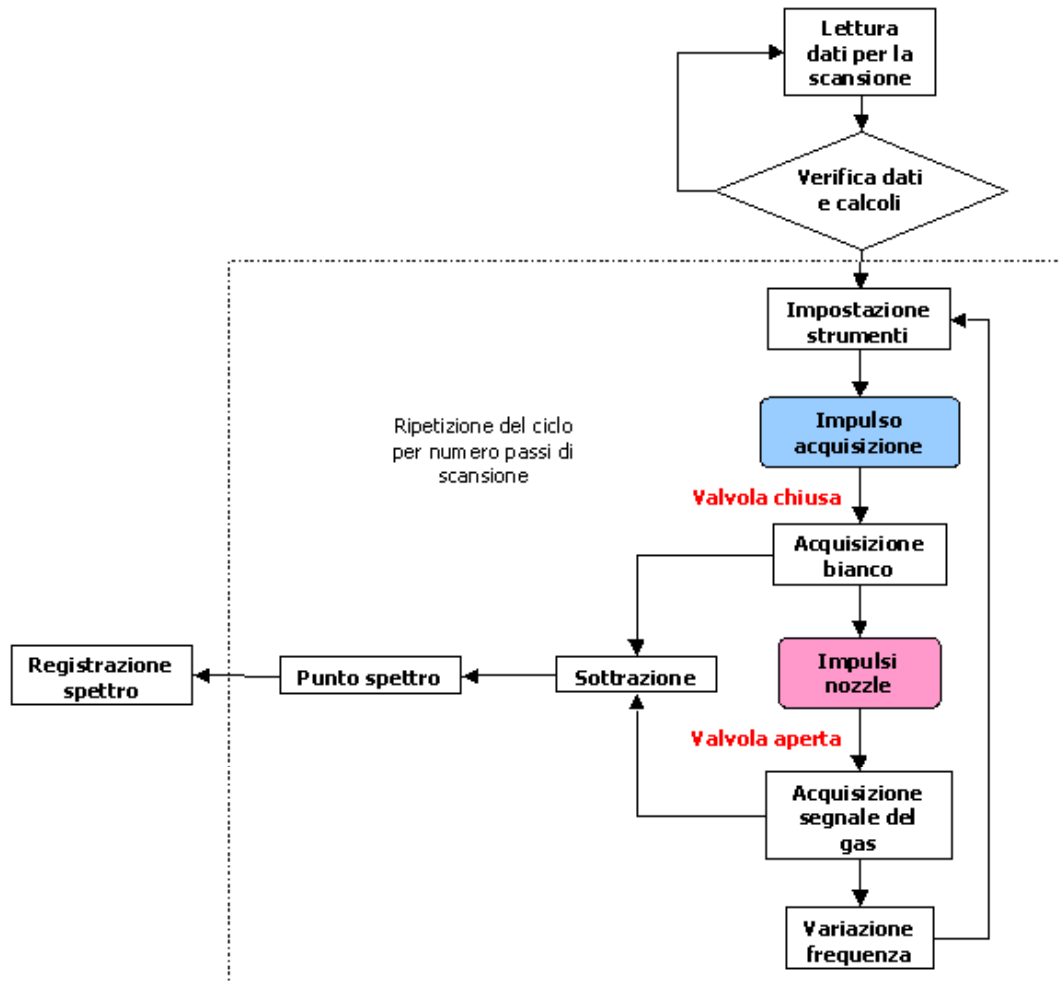 Lettura
dati per la
scansione
Verifica dati
e calcoli
Impostazione
strumenti
Ripetizione del ciclo
per numero passi di
scansione
Impulso
acquisizione
Valvola chiusa
Acquisizione
bianco
Impulsi
nozzle
Sottrazione
Punto spettro
Registrazione
spettro
Valvola aperta
Acquisizione
segnale del
gas
Variazione
frequenza